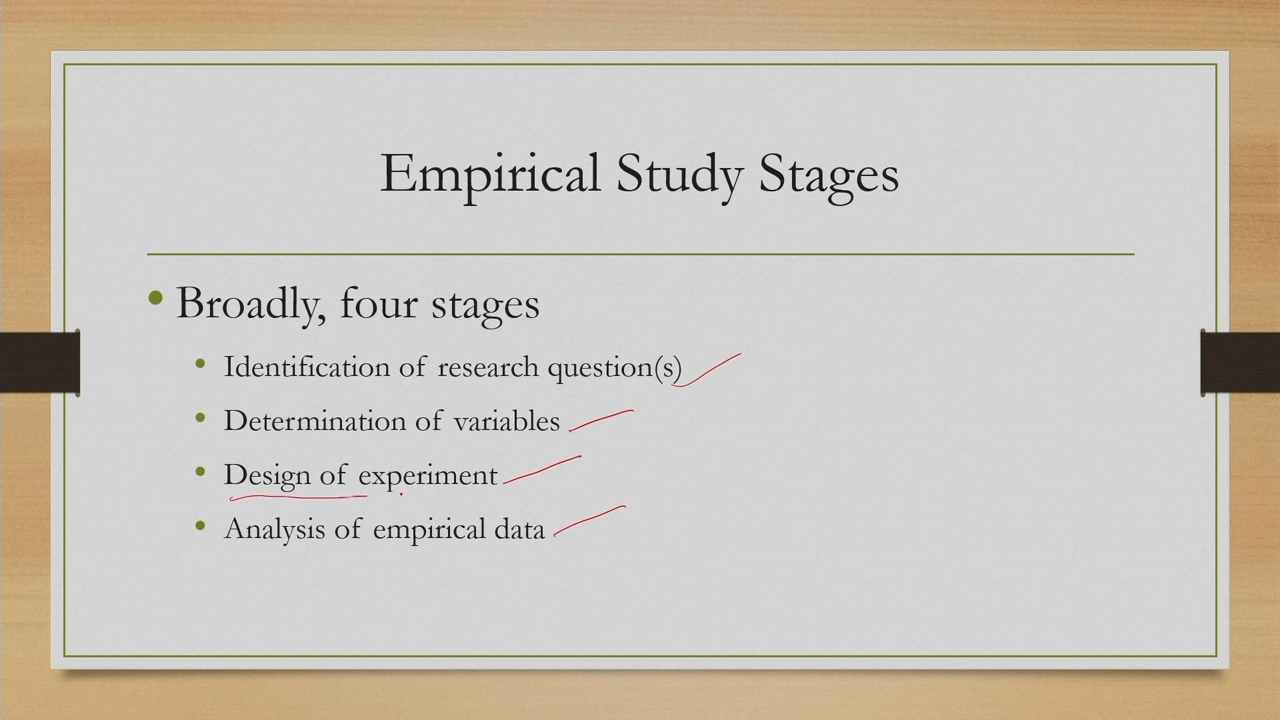 Empirical Study Stages
Broadly, four stages
Identification of research question(s)
Determination of variables
Design of experiment
Analysis of empirical data